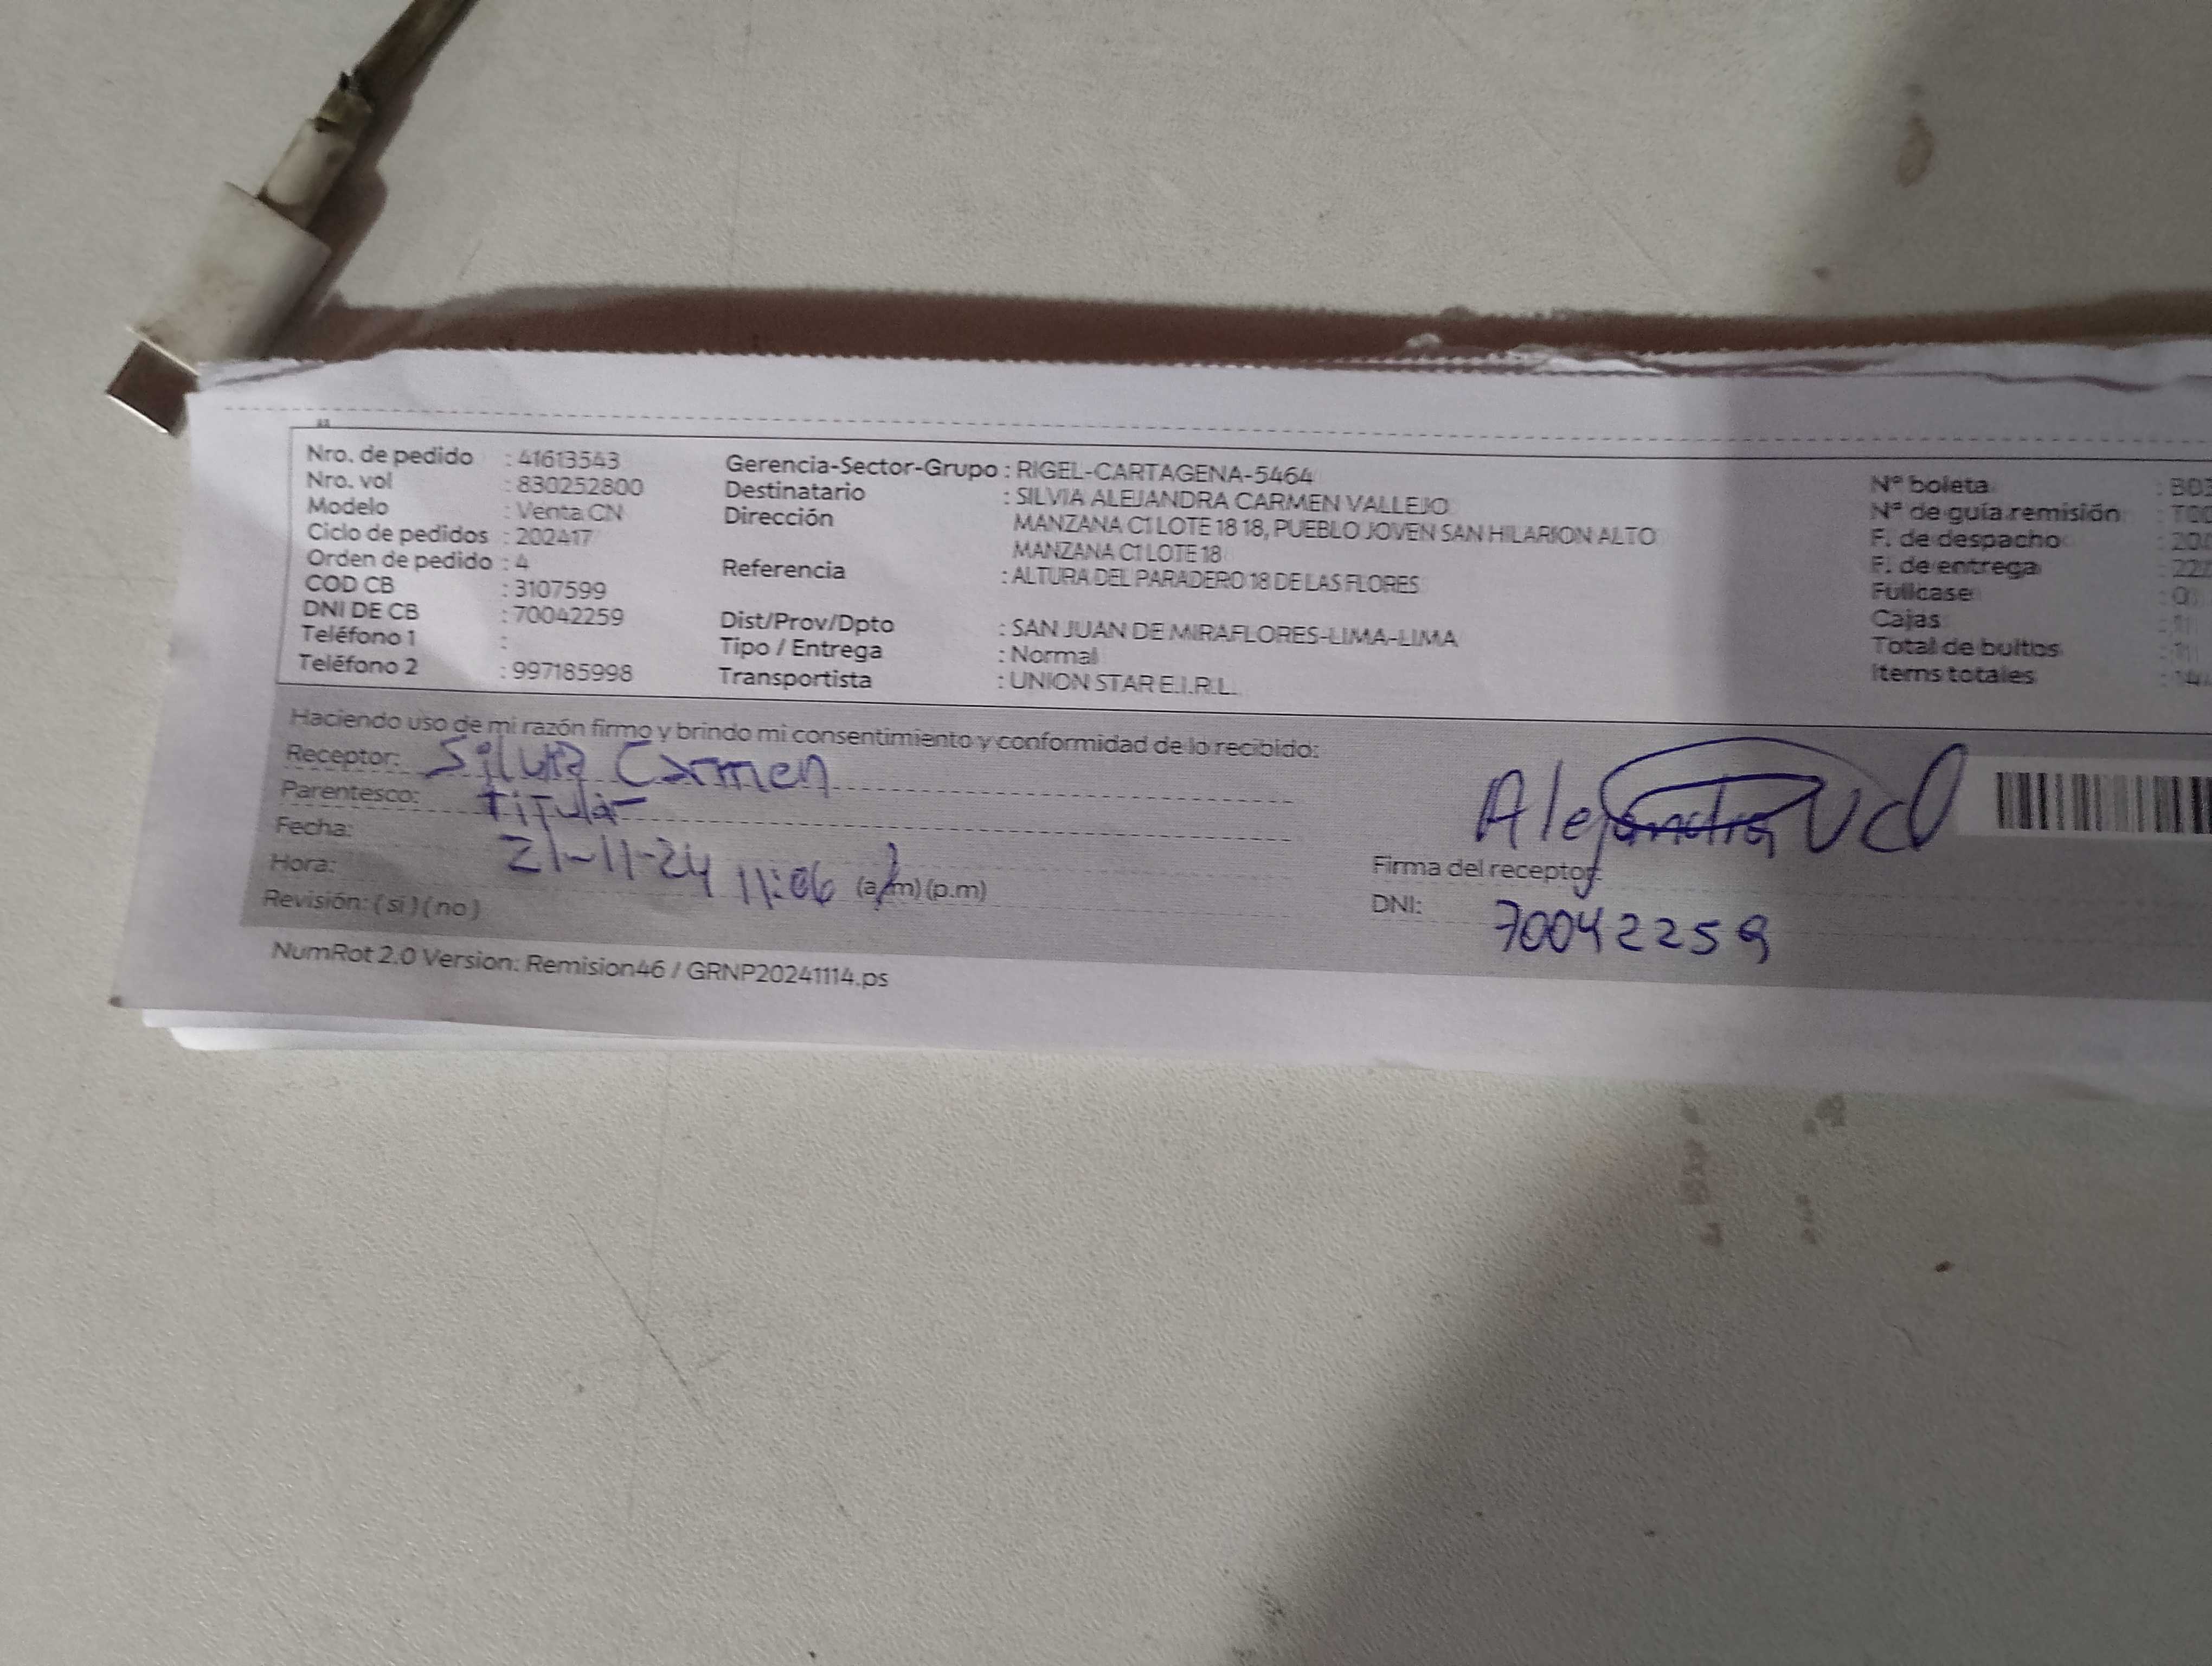 Nro. de pedido : 41613543
Nro. vol : 830252800
Modelo : Venta CN
Ciclo de pedidos : 202417
Orden de pedido : 4
COD CB : 3107599
DNI DE CB : 70042259
Teléfono 1 :
Teléfono 2 : 997185998
Gerencia-Sector-Grupo : RIGEL-CARTAGENA-5464
Destinatario : SILVIA ALEJANDRA CARMEN VALLEJO
Dirección MANZANA C1 LOTE 18 18, PUEBLO JOVEN SAN HILARION ALTO
MANZANA C1 LOTE 18
Referencia : ALTURA DEL PARADERO 18 DE LAS FLORES
Dist/Prov/Dpto : SAN JUAN DE MIRAFLORES-LIMA-LIMA
Tipo / Entrega : Normal
Transportista : UNION STAR E.I.R.L.
Nº boleta :
Nº de guía remisión :
F. de despacho :
F. de entrega :
Fullcase :
Cajas :
Total de bultos :
Items totales :
Haciendo uso de mi razón firmo y brindo mi consentimiento y conformidad de lo recibido:
Receptor: Silvia Carmen
Parentesco: Titular
Fecha: 21-11-24
Hora: 11:06 (a.m) (p.m)
Revisión: (si) (no)
Alejandra
Firma del receptor:
DNI: 70042259
NumRot 2.0 Version: Remision46 / GRNP20241114.ps